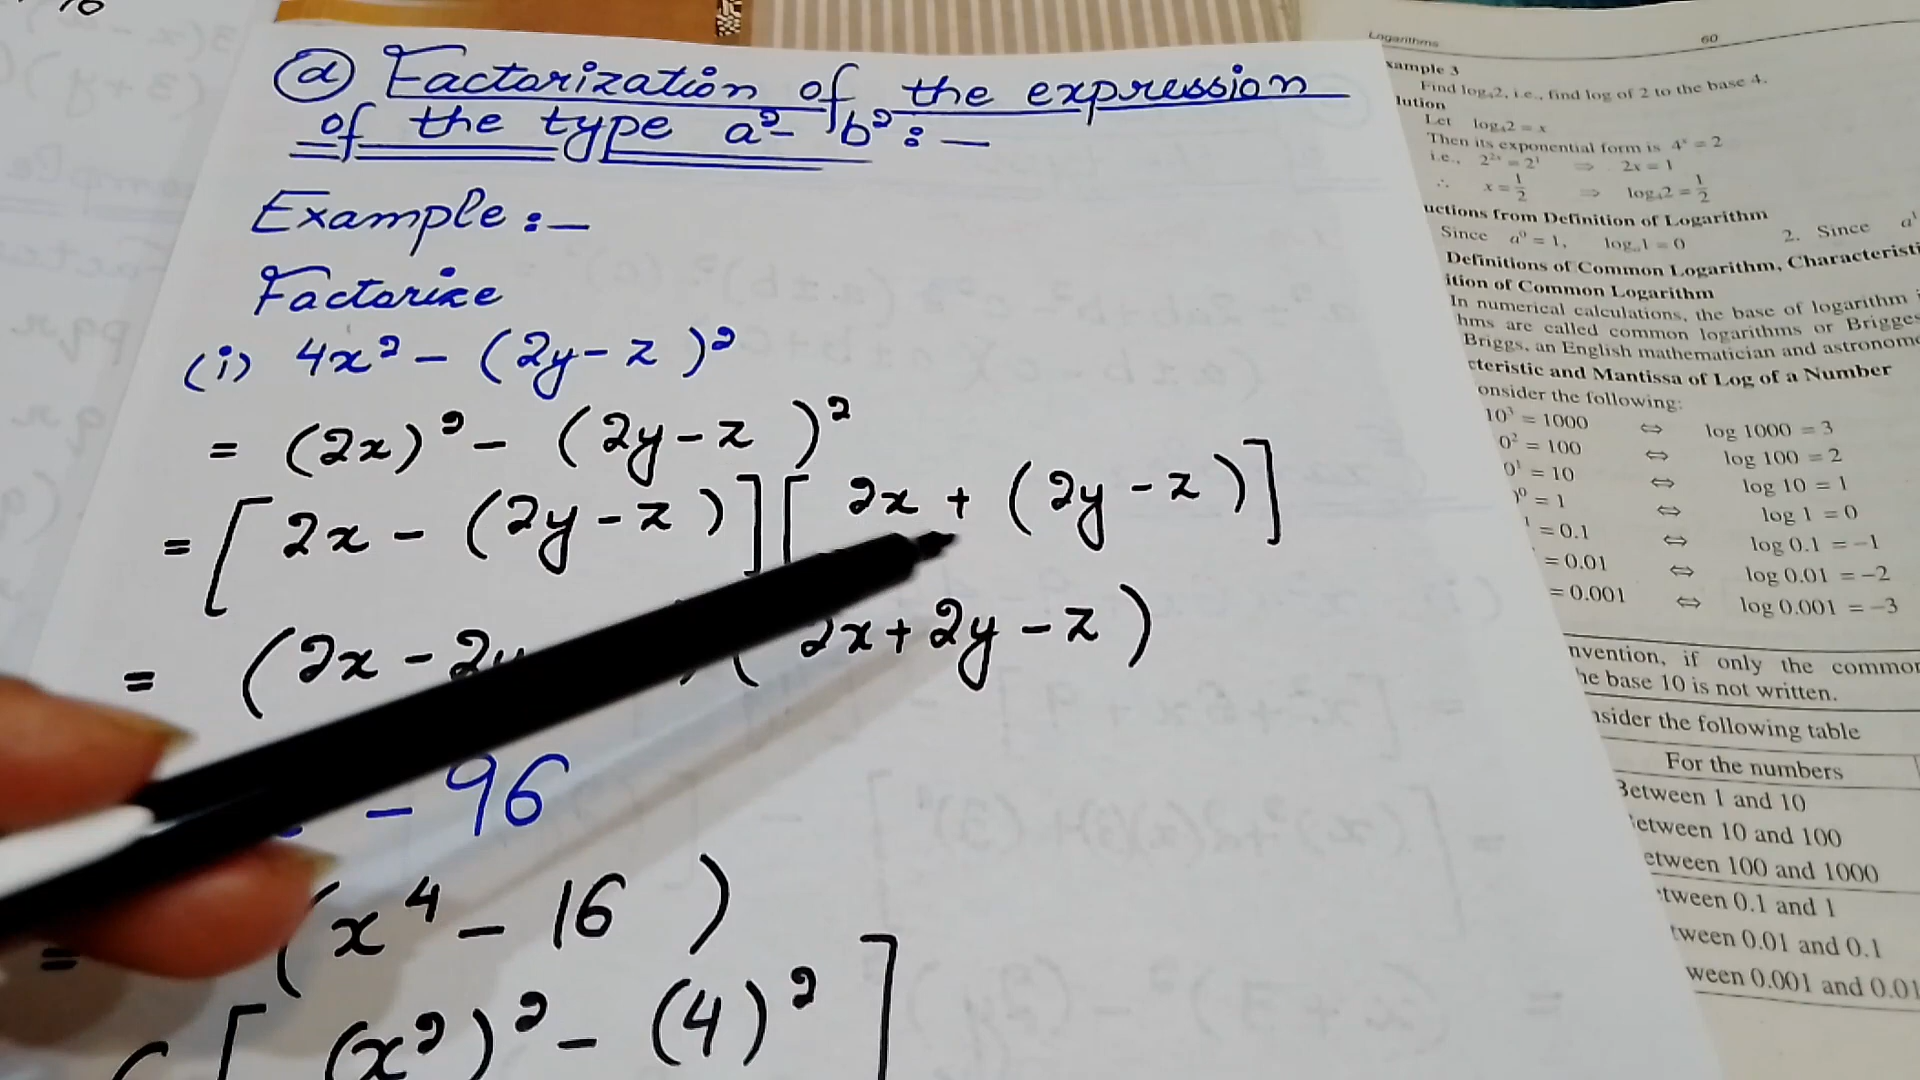 (d) Factorization of the expression
of the type a² - b² :-
Example :-
Factorize
(i) 4x² - (2y - z)²
= (2x)² - (2y - z)²
= [2x - (2y - z)][2x + (2y - z)]
= (2x - 2y ) (2x + 2y - z)
- 96
= (x⁴ - 16)
[(x²)² - (4)²]
Logarithms 60
xample 3
Find log₄2, i.e., find log of 2 to the base 4.
lution
Let log₄2 = x
Then its exponential form is 4ˣ = 2
i.e., 2²ˣ = 2¹ ⇒ 2x = 1
∴ x = 1/2 ⇒ log₄2 = 1/2
uctions from Definition of Logarithm
Since a⁰ = 1, logₐ1 = 0 2. Since a¹
Definitions of Common Logarithm, Characteristi
ition of Common Logarithm
In numerical calculations, the base of logarithm
hms are called common logarithms or Brigges
Briggs, an English mathematician and astronome
cteristic and Mantissa of Log of a Number
onsider the following:
10³ = 1000 ⇔ log 1000 = 3
0² = 100 ⇔ log 100 = 2
0¹ = 10 ⇔ log 10 = 1
⁰ = 1 ⇔ log 1 = 0
= 0.1 ⇔ log 0.1 = -1
= 0.01 ⇔ log 0.01 = -2
= 0.001 ⇔ log 0.001 = -3
nvention, if only the common
he base 10 is not written.
nsider the following table
For the numbers
Between 1 and 10
etween 10 and 100
etween 100 and 1000
tween 0.1 and 1
tween 0.01 and 0.1
ween 0.001 and 0.01